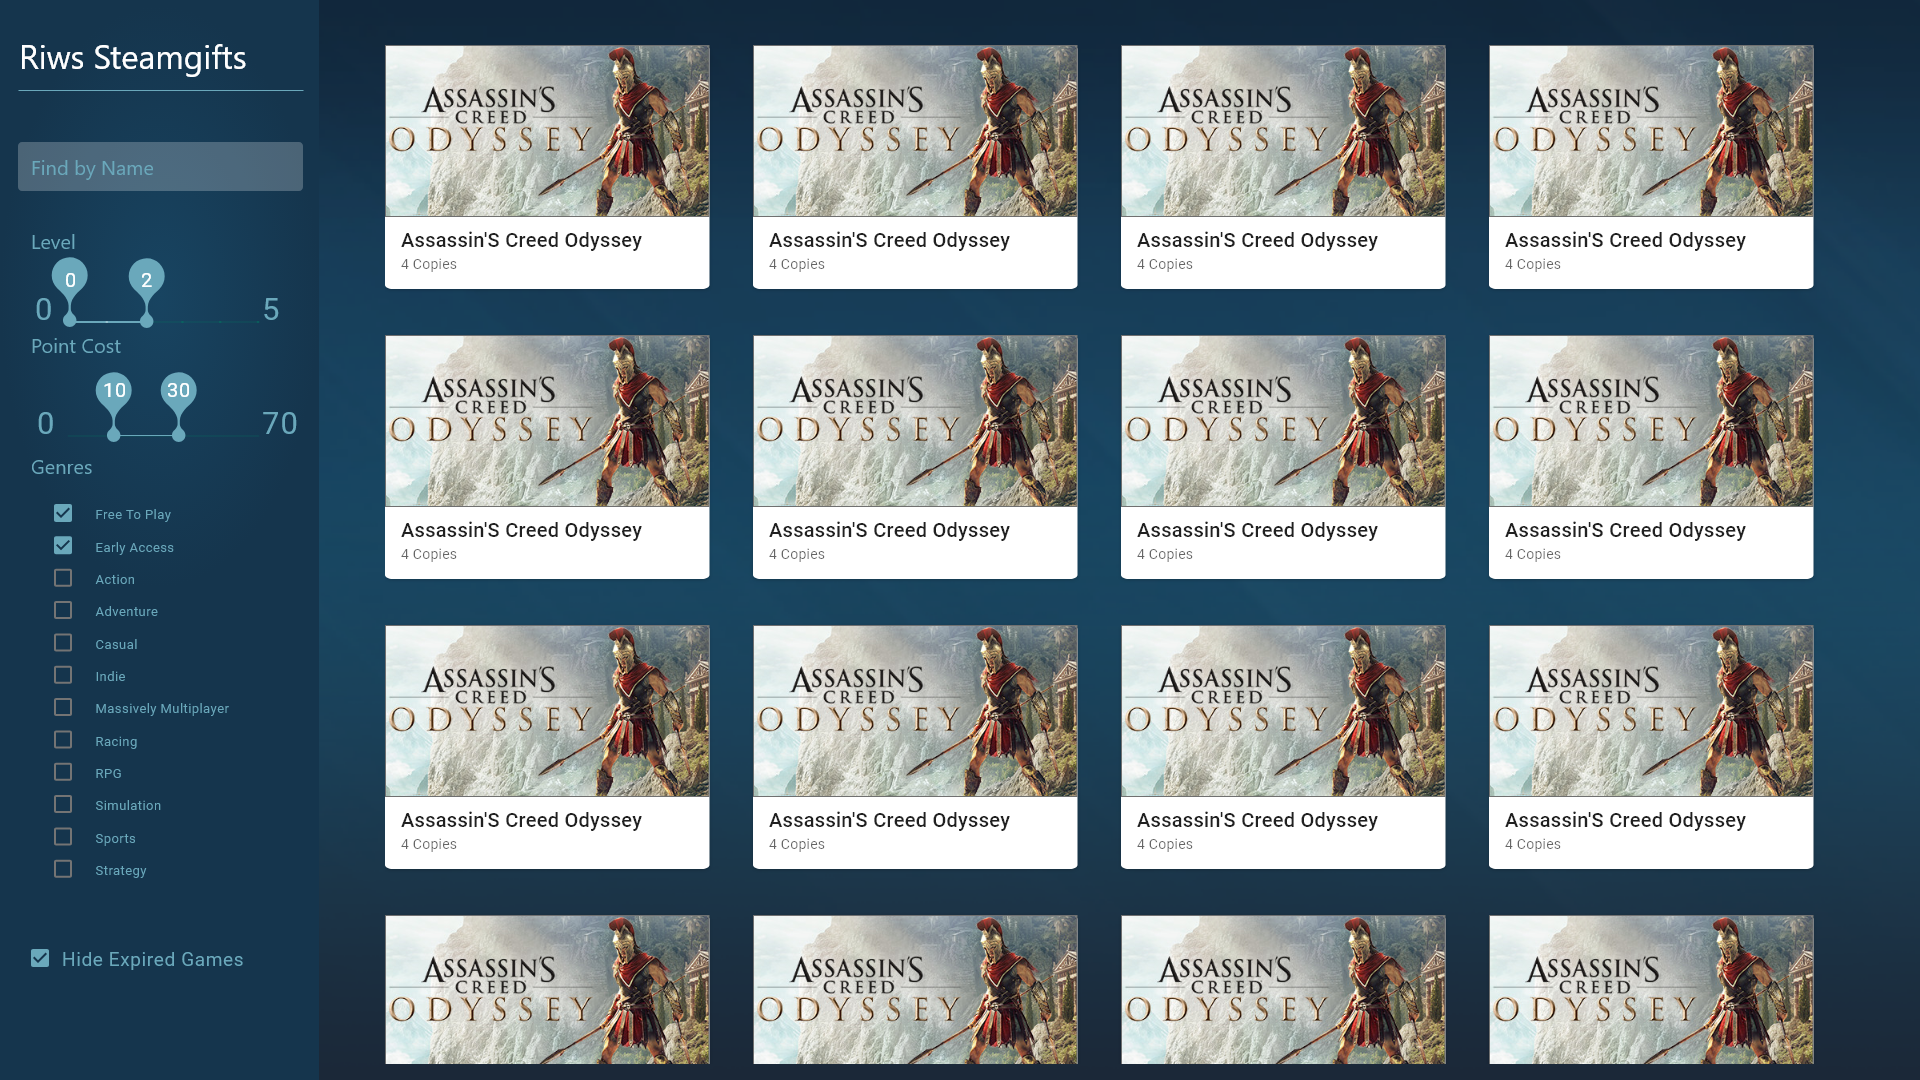 Riws Steamgifts
Find by Name
Level
0 2
0 5
Point Cost
10 30
0 70
Genres
Free To Play
Early Access
Action
Adventure
Casual
Indie
Massively Multiplayer
Racing
RPG
Simulation
Sports
Strategy
Hide Expired Games
ASSASSIN'S
CREED
ODYSSEY
Assassin'S Creed Odyssey
4 Copies
ASSASSIN'S
CREED
ODYSSEY
Assassin'S Creed Odyssey
4 Copies
ASSASSIN'S
CREED
ODYSSEY
Assassin'S Creed Odyssey
4 Copies
ASSASSIN'S
CREED
ODYSSEY
Assassin'S Creed Odyssey
4 Copies
ASSASSIN'S
CREED
ODYSSEY
Assassin'S Creed Odyssey
4 Copies
ASSASSIN'S
CREED
ODYSSEY
Assassin'S Creed Odyssey
4 Copies
ASSASSIN'S
CREED
ODYSSEY
Assassin'S Creed Odyssey
4 Copies
ASSASSIN'S
CREED
ODYSSEY
Assassin'S Creed Odyssey
4 Copies
ASSASSIN'S
CREED
ODYSSEY
Assassin'S Creed Odyssey
4 Copies
ASSASSIN'S
CREED
ODYSSEY
Assassin'S Creed Odyssey
4 Copies
ASSASSIN'S
CREED
ODYSSEY
Assassin'S Creed Odyssey
4 Copies
ASSASSIN'S
CREED
ODYSSEY
Assassin'S Creed Odyssey
4 Copies
ASSASSIN'S
CREED
ODYSSEY
ASSASSIN'S
CREED
ODYSSEY
ASSASSIN'S
CREED
ODYSSEY
ASSASSIN'S
CREED
ODYSSEY